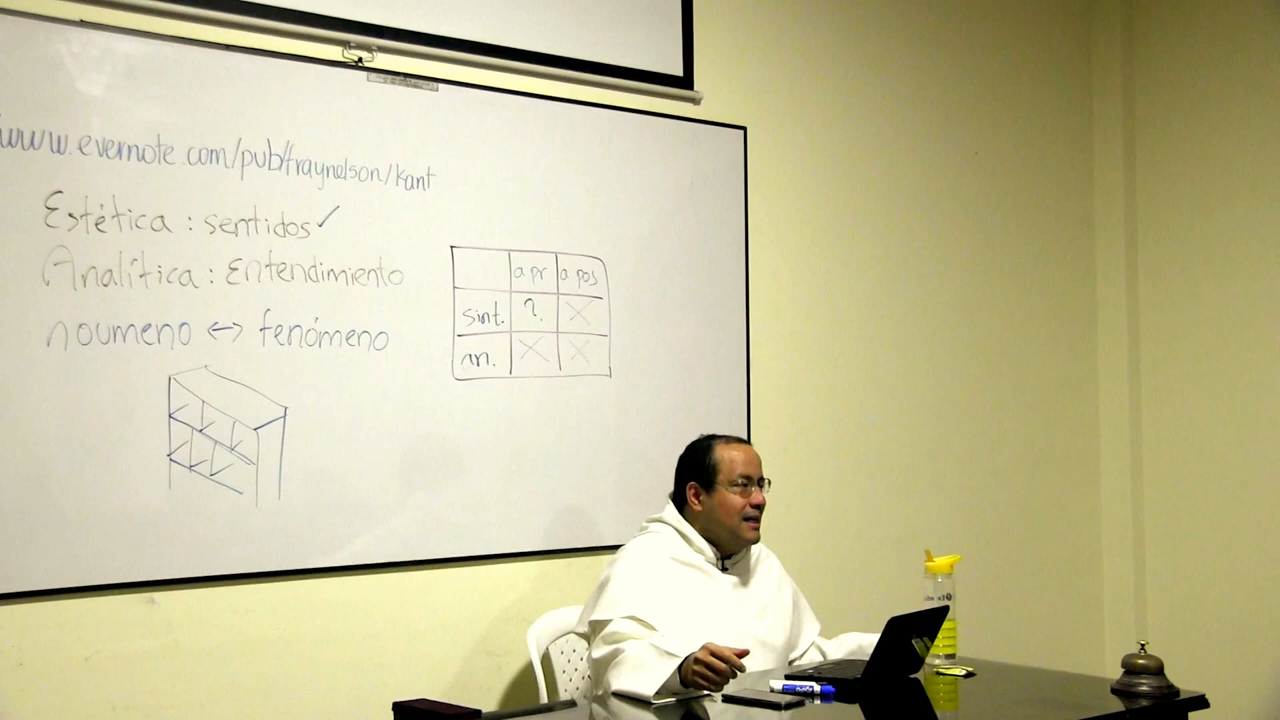 www.evernote.com/pub/fraynelson/kant
Estética : sentidos ✓
Analítica : Entendimiento
noumeno ↔ fenómeno
a pr a pos
sint. ? X
an. X X